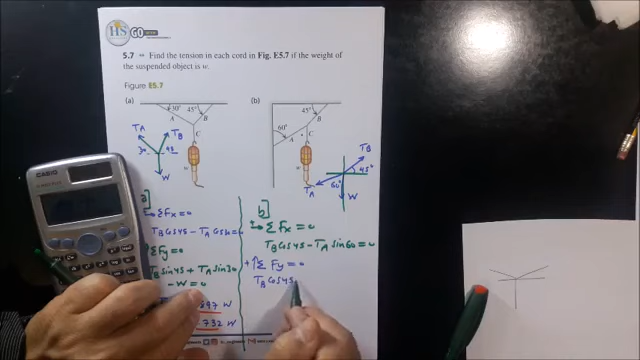 HS GO
5.7 •• Find the tension in each cord in Fig. E5.7 if the weight of
the suspended object is w.
Figure E5.7
(a)
30° 45°
A B
C
TA TB
30 45
W
(b)
45°
B
60°
A C
TB
45°
TA 60° W
a]
ΣFx = 0
TB Cos45 - TA Cos30 = 0
ΣFy = 0
TB sin45 + TA sin30
- W = 0
897 W
.732 W
b]
ΣFx = 0
TB Cos45 - TA sin60 = 0
+↑Σ Fy = 0
TB Cos45
CASIO